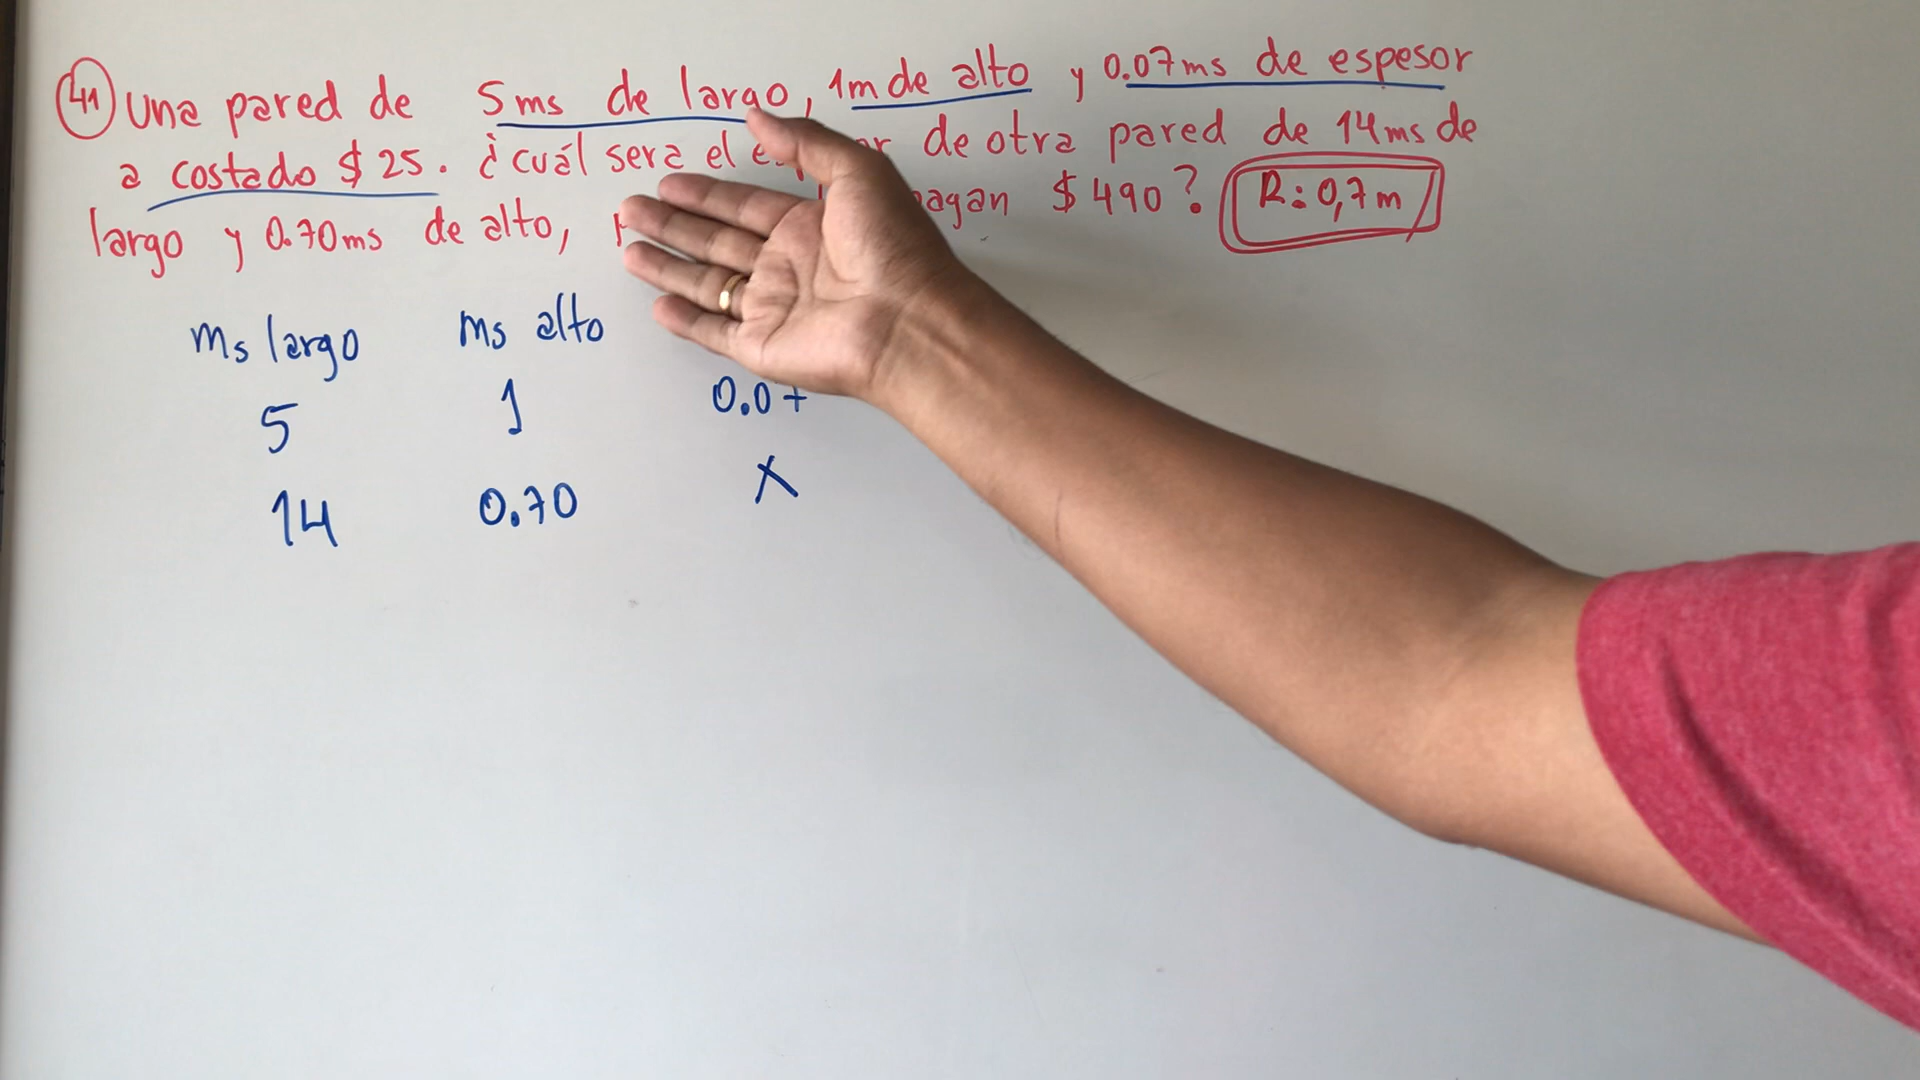 41 Una pared de 5ms de largo, 1m de alto y 0.07ms de espesor
a costado $ 25. ¿cuál sera el de otra pared de 14ms de
largo y 0.70ms de alto, pagan $ 490? R: 0,7m
ms largo ms alto
5 1 0.07
14 0.70 X